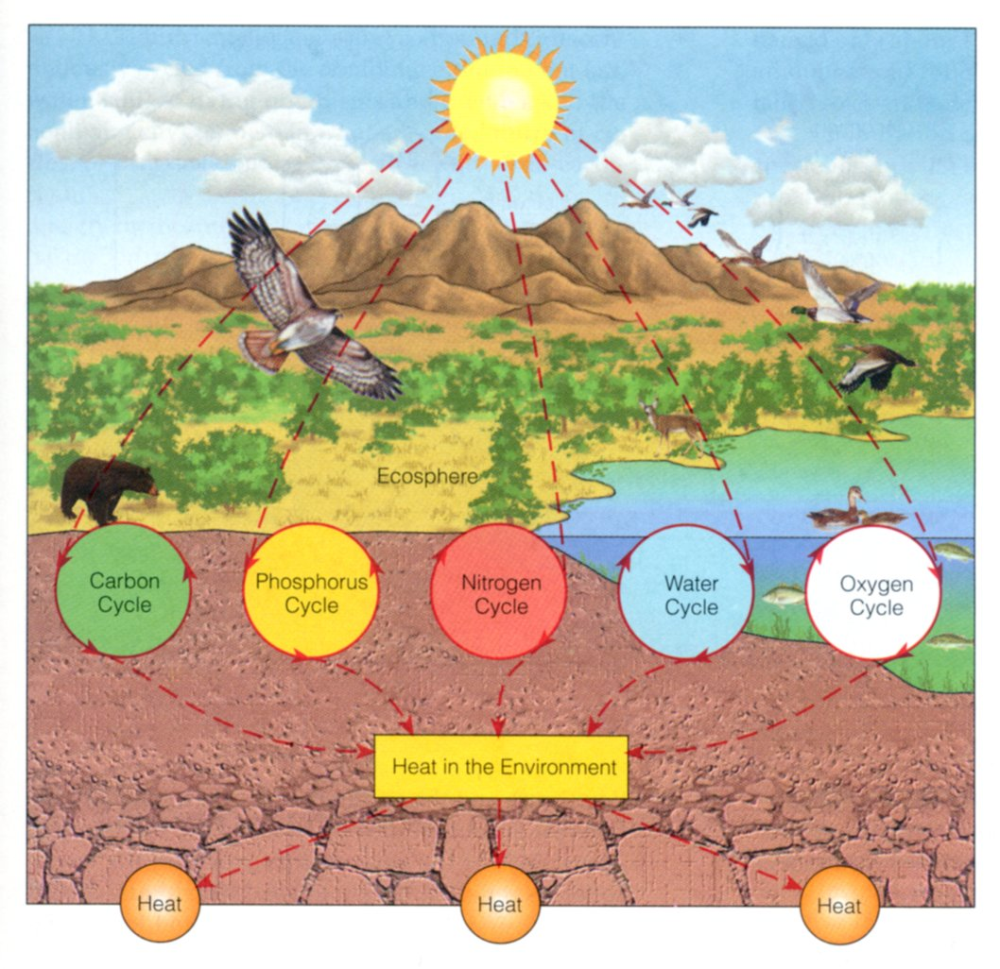 Ecosphere
Carbon
Cycle
Phosphorus
Cycle
Nitrogen
Cycle
Water
Cycle
Oxygen
Cycle
Heat in the Environment
Heat
Heat
Heat